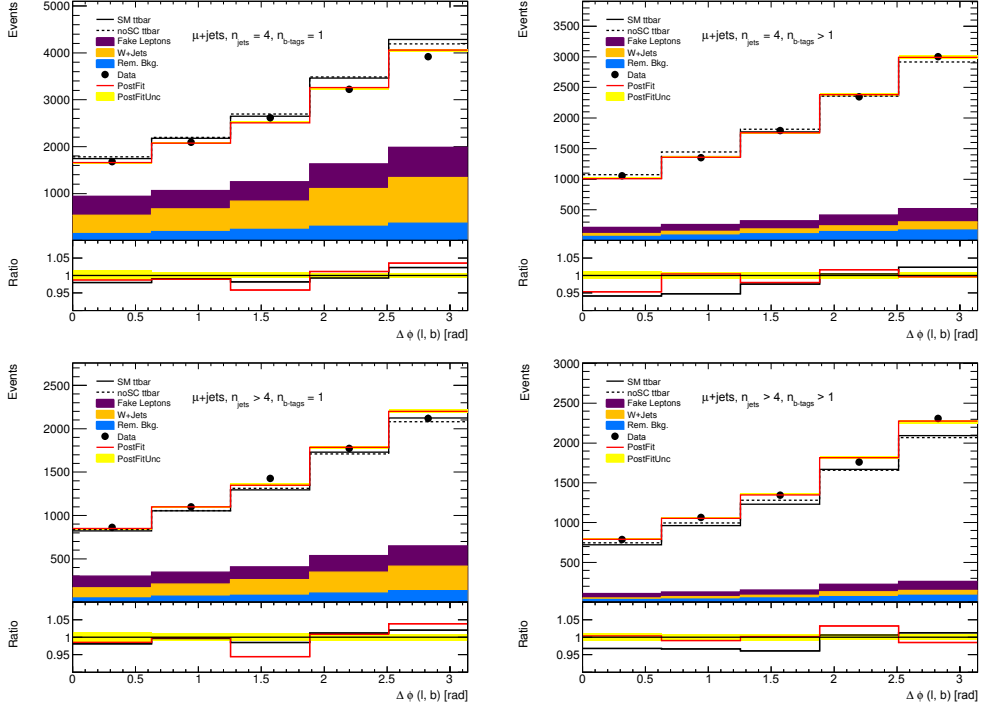 Events
5000
4000
3000
2000
1000
SM ttbar
noSC ttbar
Fake Leptons
W+Jets
Rem. Bkg.
Data
PostFit
PostFitUnc
μ+jets, n_jets = 4, n_b-tags = 1
Ratio
1.05
1
0.95
0 0.5 1 1.5 2 2.5 3
Δ ϕ (l, b) [rad]
Events
3500
3000
2500
2000
1500
1000
500
SM ttbar
noSC ttbar
Fake Leptons
W+Jets
Rem. Bkg.
Data
PostFit
PostFitUnc
μ+jets, n_jets = 4, n_b-tags > 1
Ratio
1.05
1
0.95
0 0.5 1 1.5 2 2.5 3
Δ ϕ (l, b) [rad]
Events
2500
2000
1500
1000
500
SM ttbar
noSC ttbar
Fake Leptons
W+Jets
Rem. Bkg.
Data
PostFit
PostFitUnc
μ+jets, n_jets > 4, n_b-tags = 1
Ratio
1.05
1
0.95
0 0.5 1 1.5 2 2.5 3
Δ ϕ (l, b) [rad]
Events
3000
2500
2000
1500
1000
500
SM ttbar
noSC ttbar
Fake Leptons
W+Jets
Rem. Bkg.
Data
PostFit
PostFitUnc
μ+jets, n_jets > 4, n_b-tags > 1
Ratio
1.05
1
0.95
0 0.5 1 1.5 2 2.5 3
Δ ϕ (l, b) [rad]